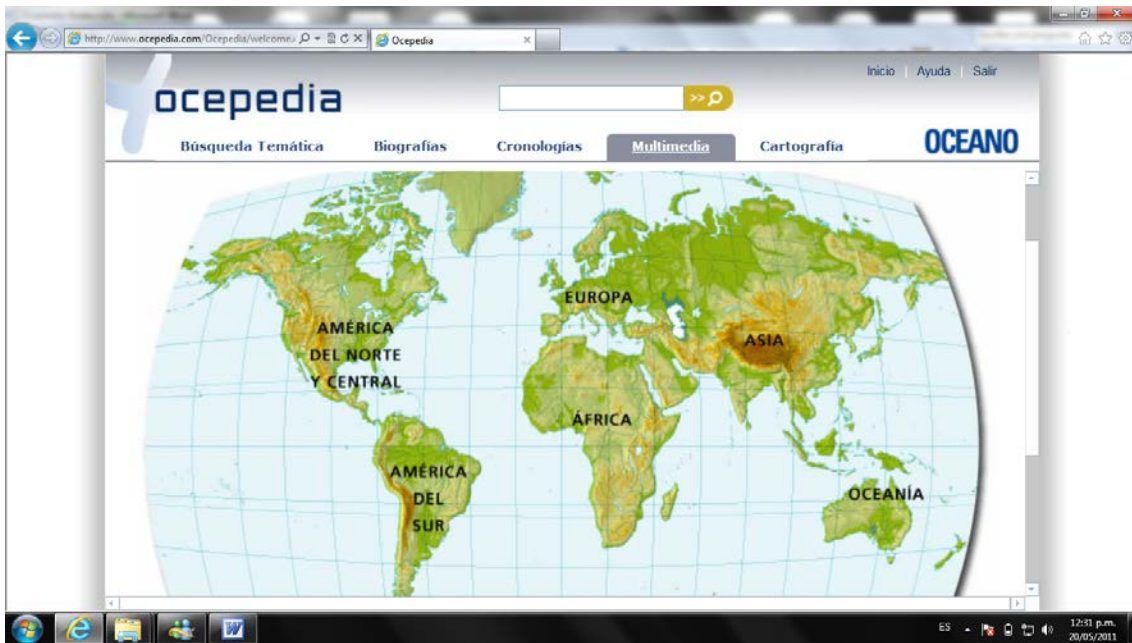 http://www.ocepedia.com/Ocepedia/welcome.
Ocepedia
Inicio | Ayuda | Salir
ocepedia
>>
Búsqueda Temática Biografías Cronologías Multimedia Cartografía
OCEANO
EUROPA
AMÉRICA
DEL NORTE
Y CENTRAL
ASIA
ÁFRICA
AMÉRICA
DEL
SUR
OCEANÍA
ES
12:31 p.m.
20/05/2011